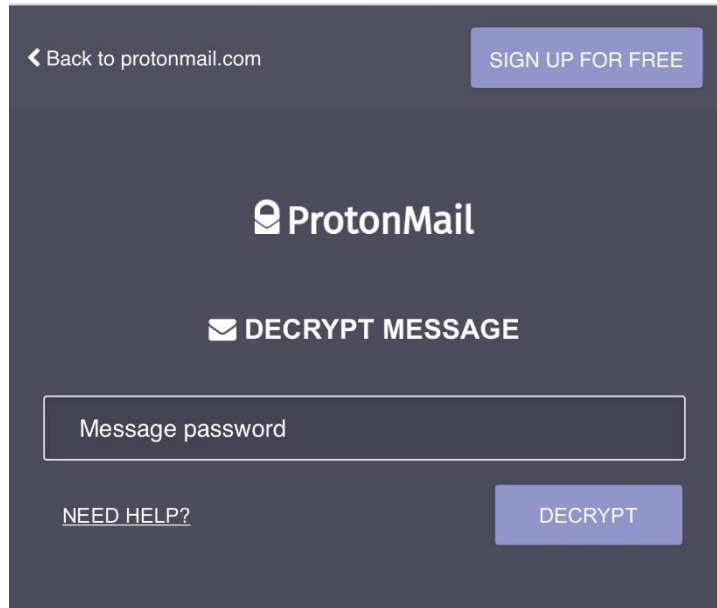 Back to protonmail.com
SIGN UP FOR FREE
ProtonMail
DECRYPT MESSAGE
Message password
NEED HELP?
DECRYPT